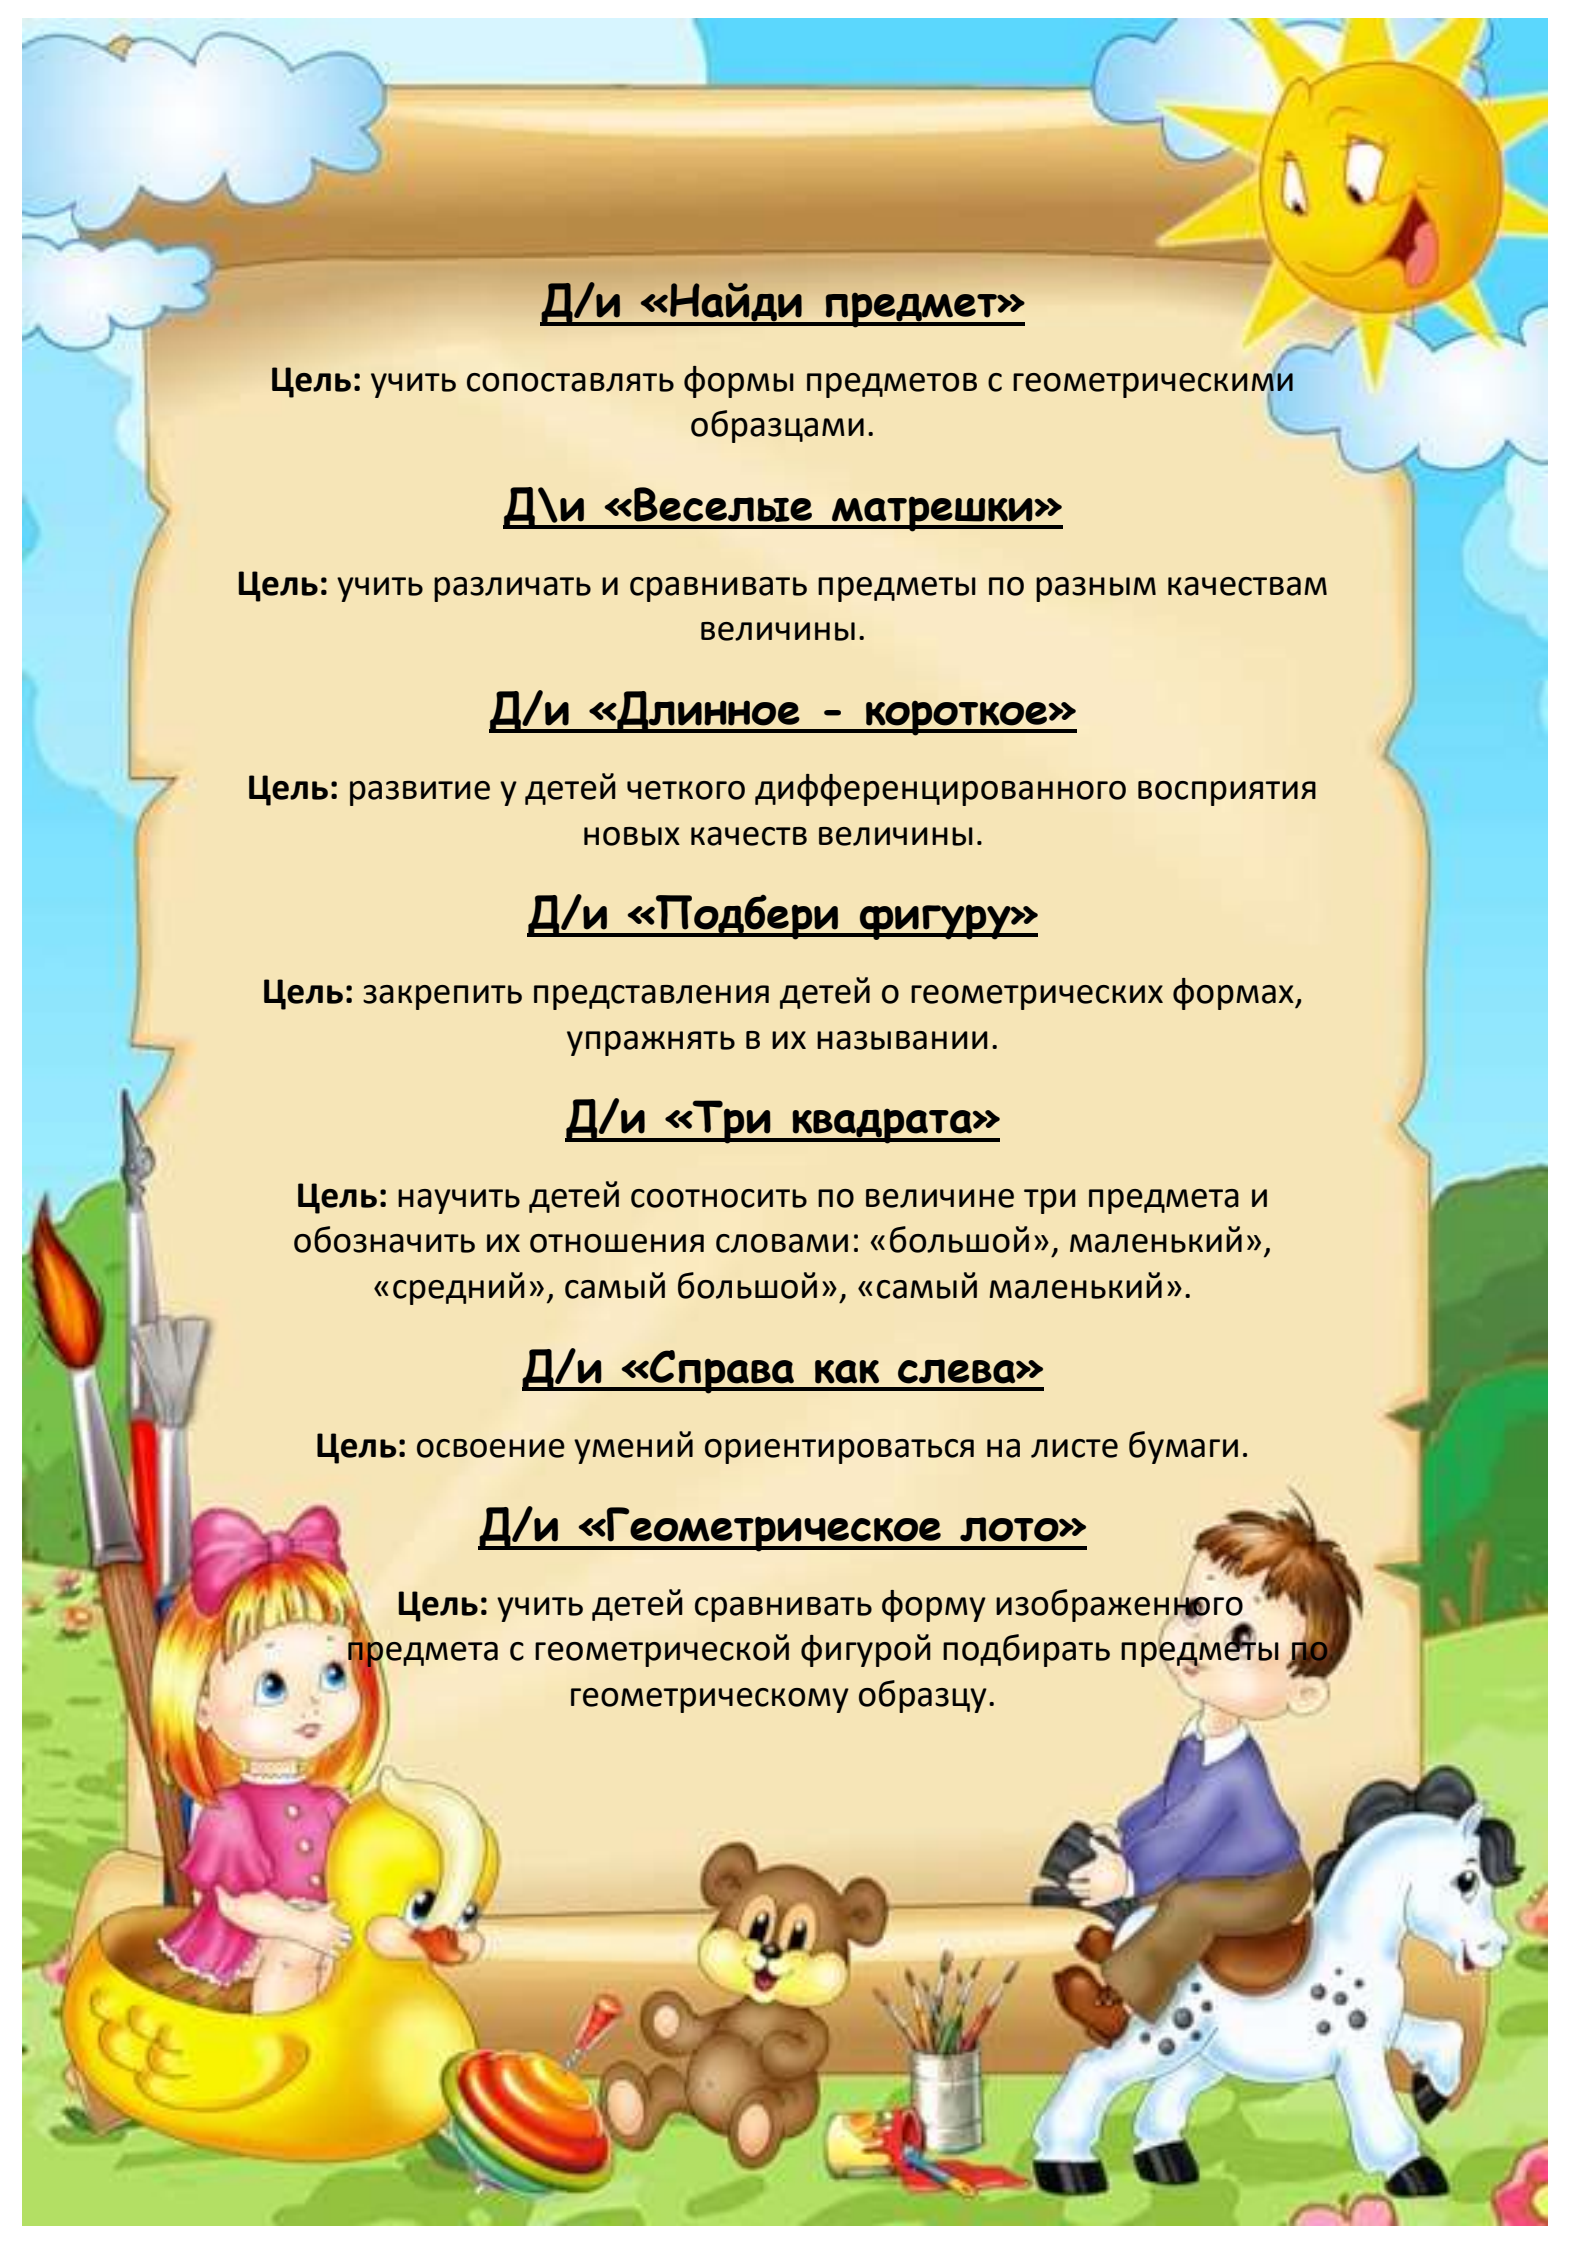 Д/и «Найди предмет»
Цель: учить сопоставлять формы предметов с геометрическими
образцами.
Д\и «Веселые матрешки»
Цель: учить различать и сравнивать предметы по разным качествам
величины.
Д/и «Длинное - короткое»
Цель: развитие у детей четкого дифференцированного восприятия
новых качеств величины.
Д/и «Подбери фигуру»
Цель: закрепить представления детей о геометрических формах,
упражнять в их назывании.
Д/и «Три квадрата»
Цель: научить детей соотносить по величине три предмета и
обозначить их отношения словами: «большой», маленький»,
«средний», самый большой», «самый маленький».
Д/и «Справа как слева»
Цель: освоение умений ориентироваться на листе бумаги.
Д/и «Геометрическое лото»
Цель: учить детей сравнивать форму изображенного
предмета с геометрической фигурой подбирать предметы по
геометрическому образцу.